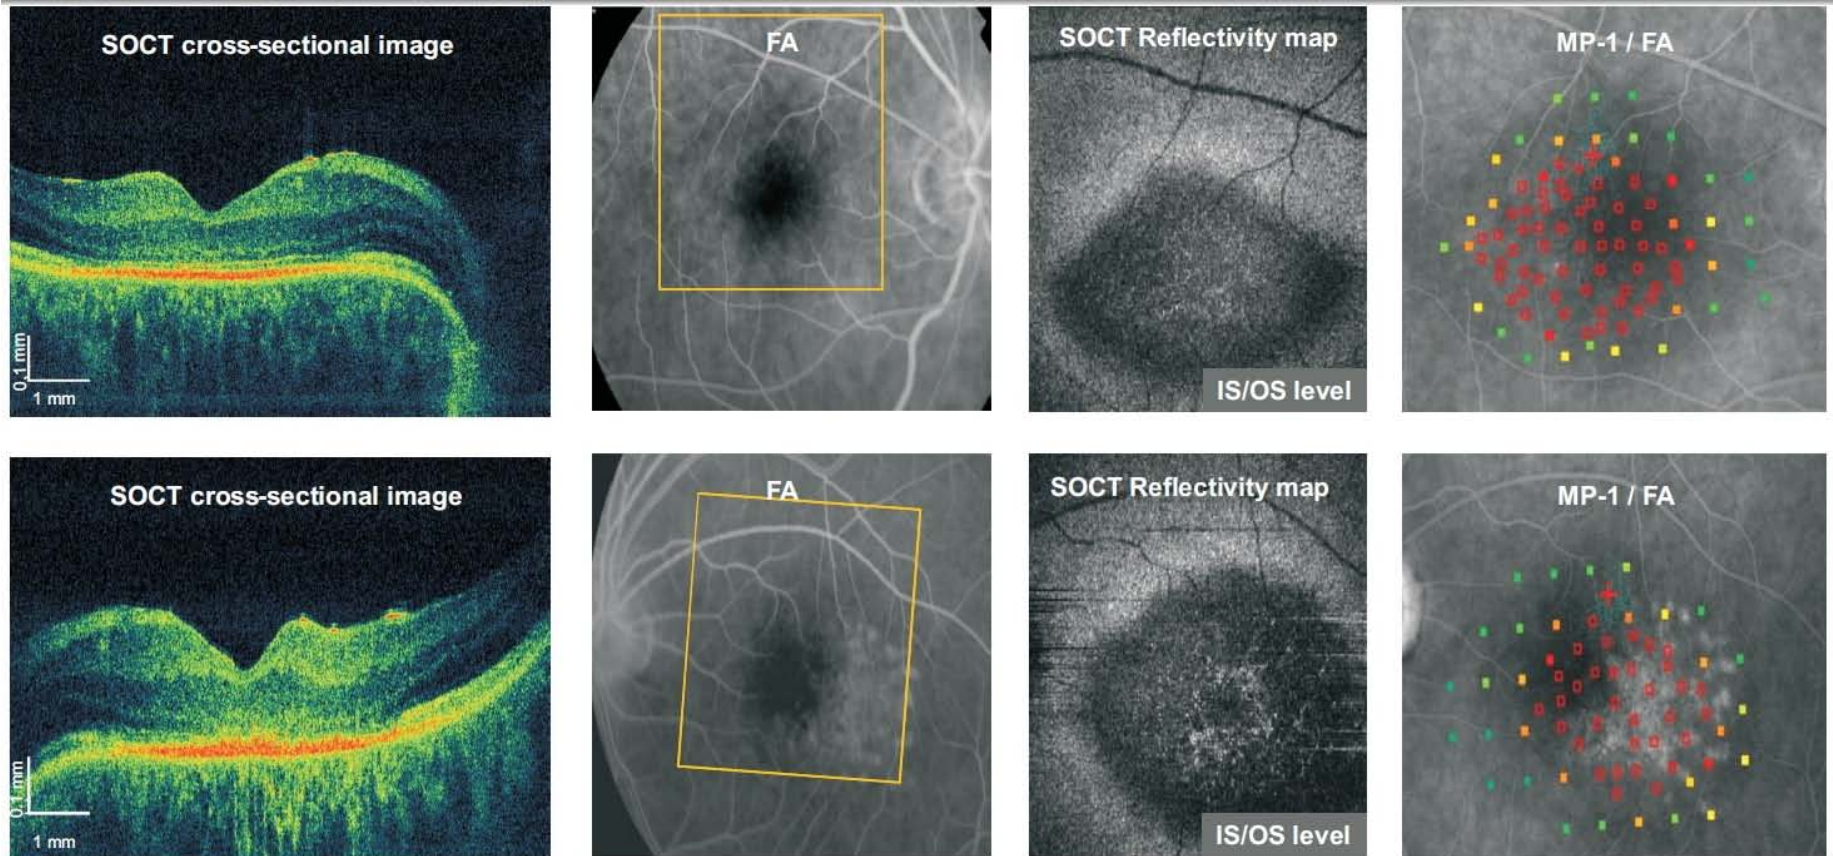 SOCT cross-sectional image
FA
SOCT Reflectivity map
MP-1 / FA
0,1 mm
1 mm
IS/OS level
SOCT cross-sectional image
FA
SOCT Reflectivity map
MP-1 / FA
0,1 mm
1 mm
IS/OS level